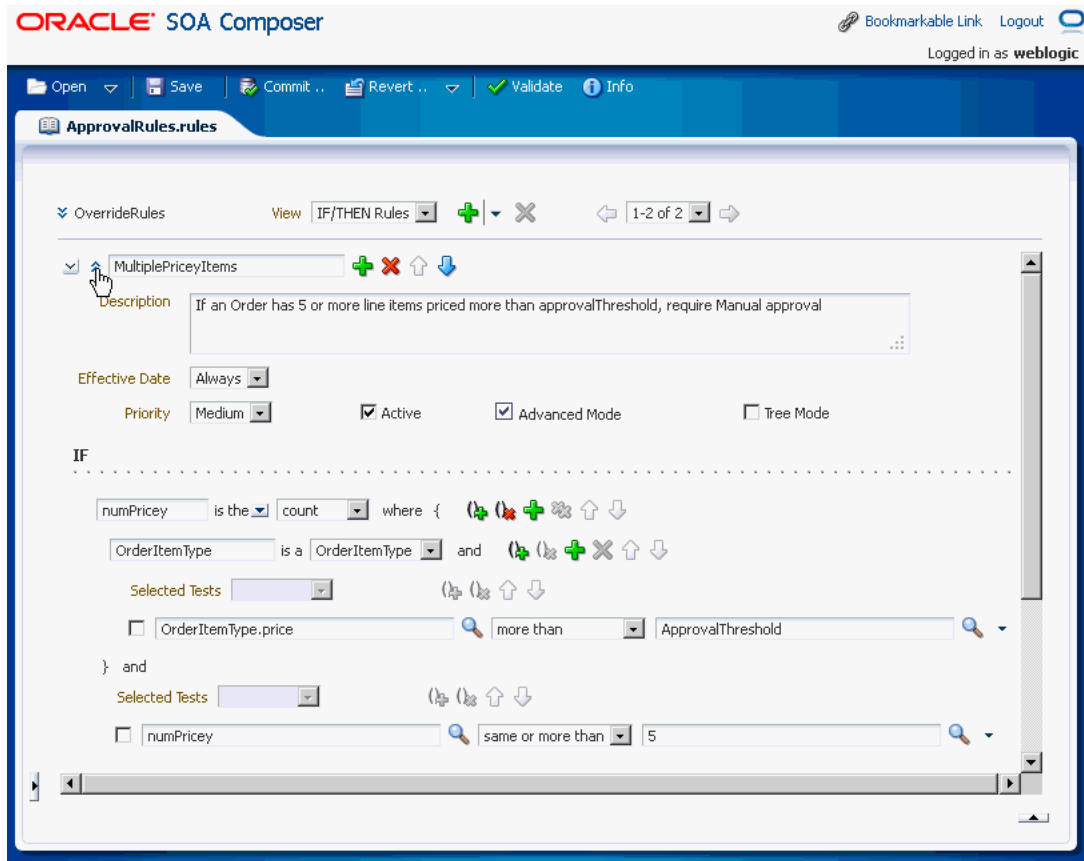 ORACLE SOA Composer Bookmarkable Link Logout
Logged in as weblogic
Open Save Commit .. Revert .. Validate Info
ApprovalRules.rules
OverrideRules View IF/THEN Rules 1-2 of 2
MultiplePriceyItems
Description If an Order has 5 or more line items priced more than approvalThreshold, require Manual approval
Effective Date Always
Priority Medium Active Advanced Mode Tree Mode
IF
numPricey is the count where {
OrderItemType is a OrderItemType and
Selected Tests
OrderItemType.price more than ApprovalThreshold
} and
Selected Tests
numPricey same or more than 5